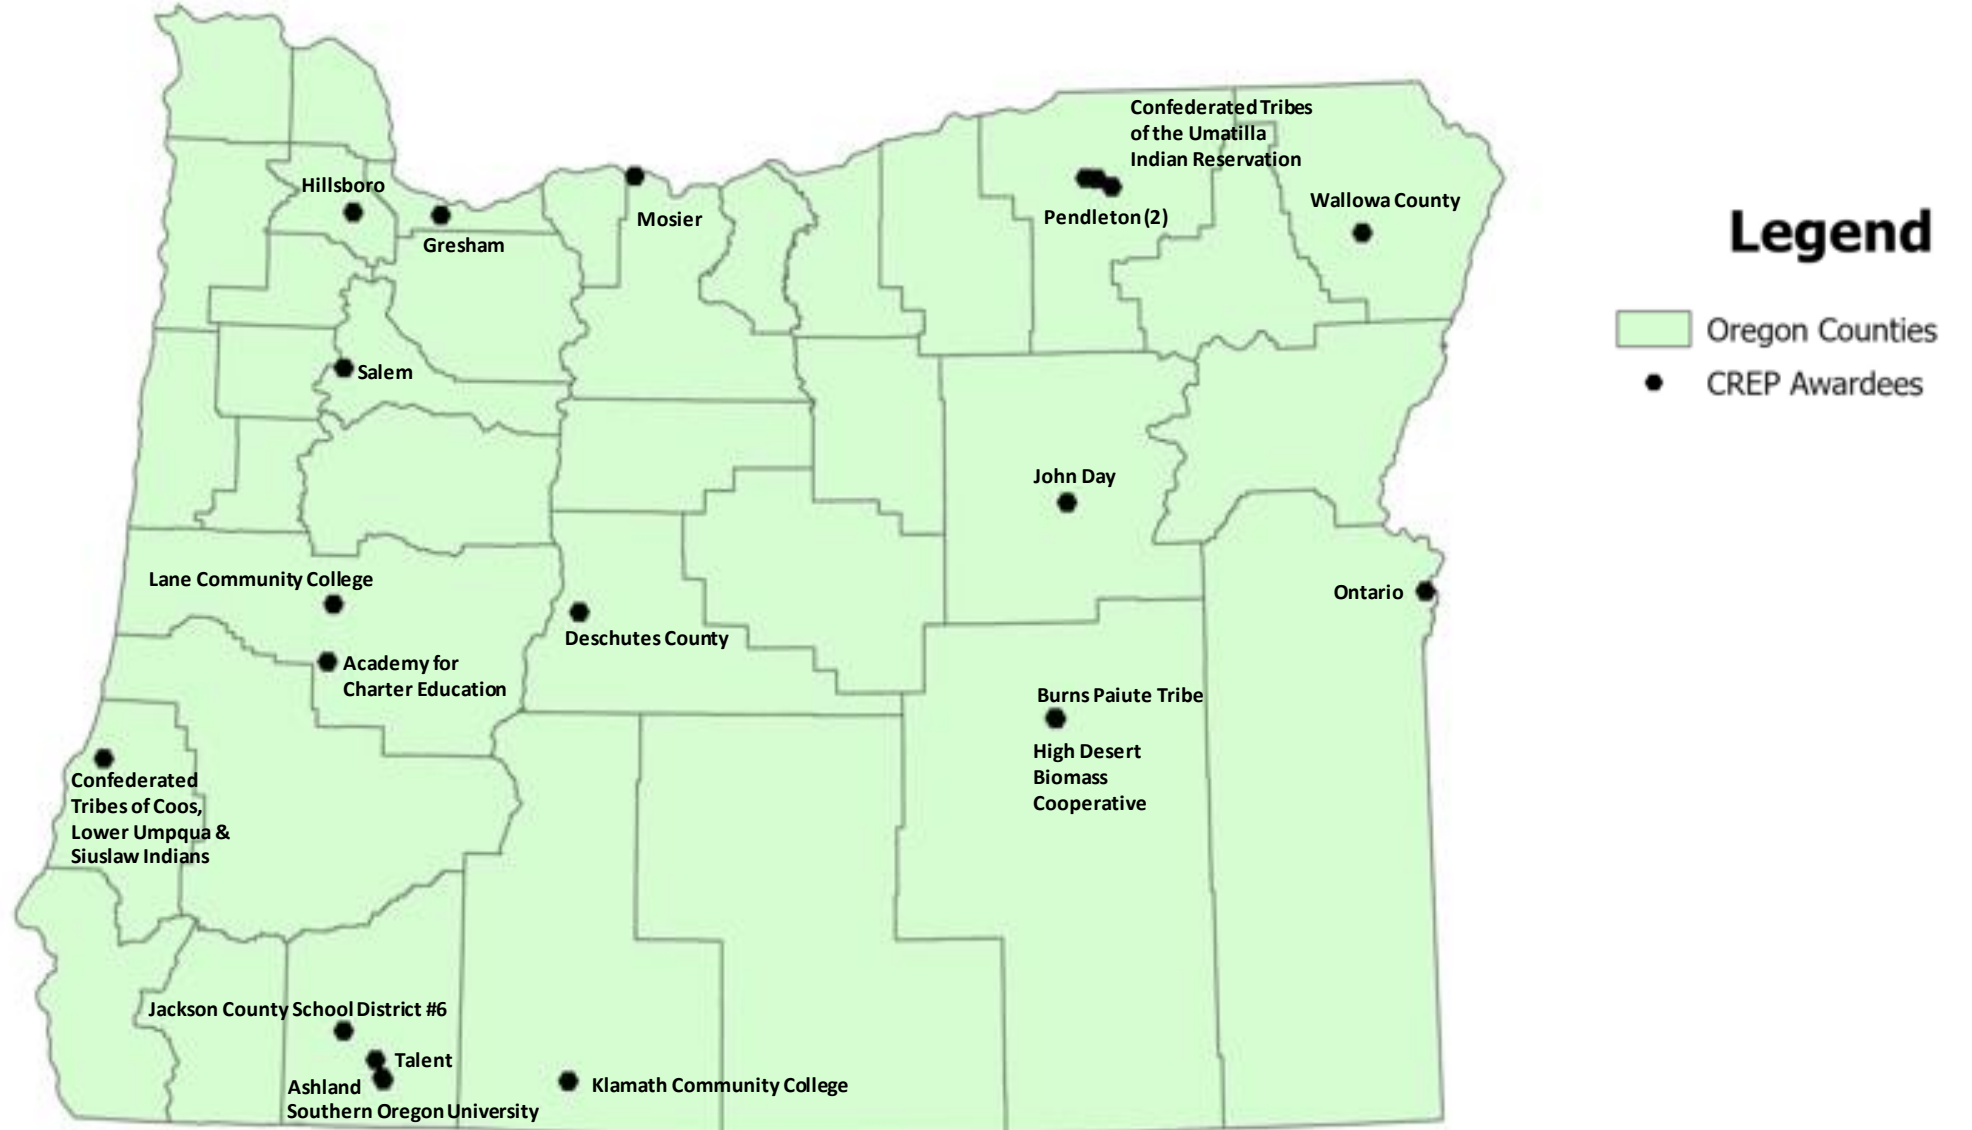 Confederated Tribes
of the Umatilla
Indian Reservation
Hillsboro
Wallowa County
Mosier
Pendleton (2)
Gresham
Legend
Oregon Counties
Salem
CREP Awardees
John Day
Lane Community College
Ontario
Deschutes County
Academy for
Charter Education
Burns Paiute Tribe
High Desert
Biomass
Cooperative
Confederated
Tribes of Coos,
Lower Umpqua &
Siuslaw Indians
Jackson County School District #6
Talent
Ashland
Southern Oregon University
Klamath Community College